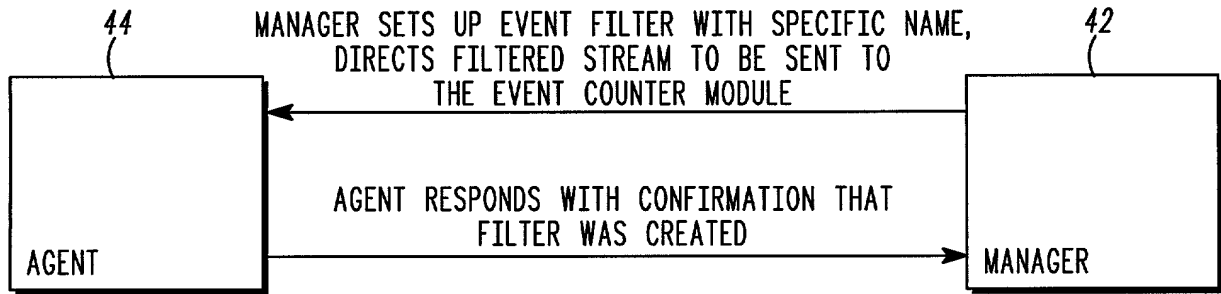 44
MANAGER SETS UP EVENT FILTER WITH SPECIFIC NAME,
DIRECTS FILTERED STREAM TO BE SENT TO
THE EVENT COUNTER MODULE
42
AGENT RESPONDS WITH CONFIRMATION THAT
FILTER WAS CREATED
AGENT
MANAGER